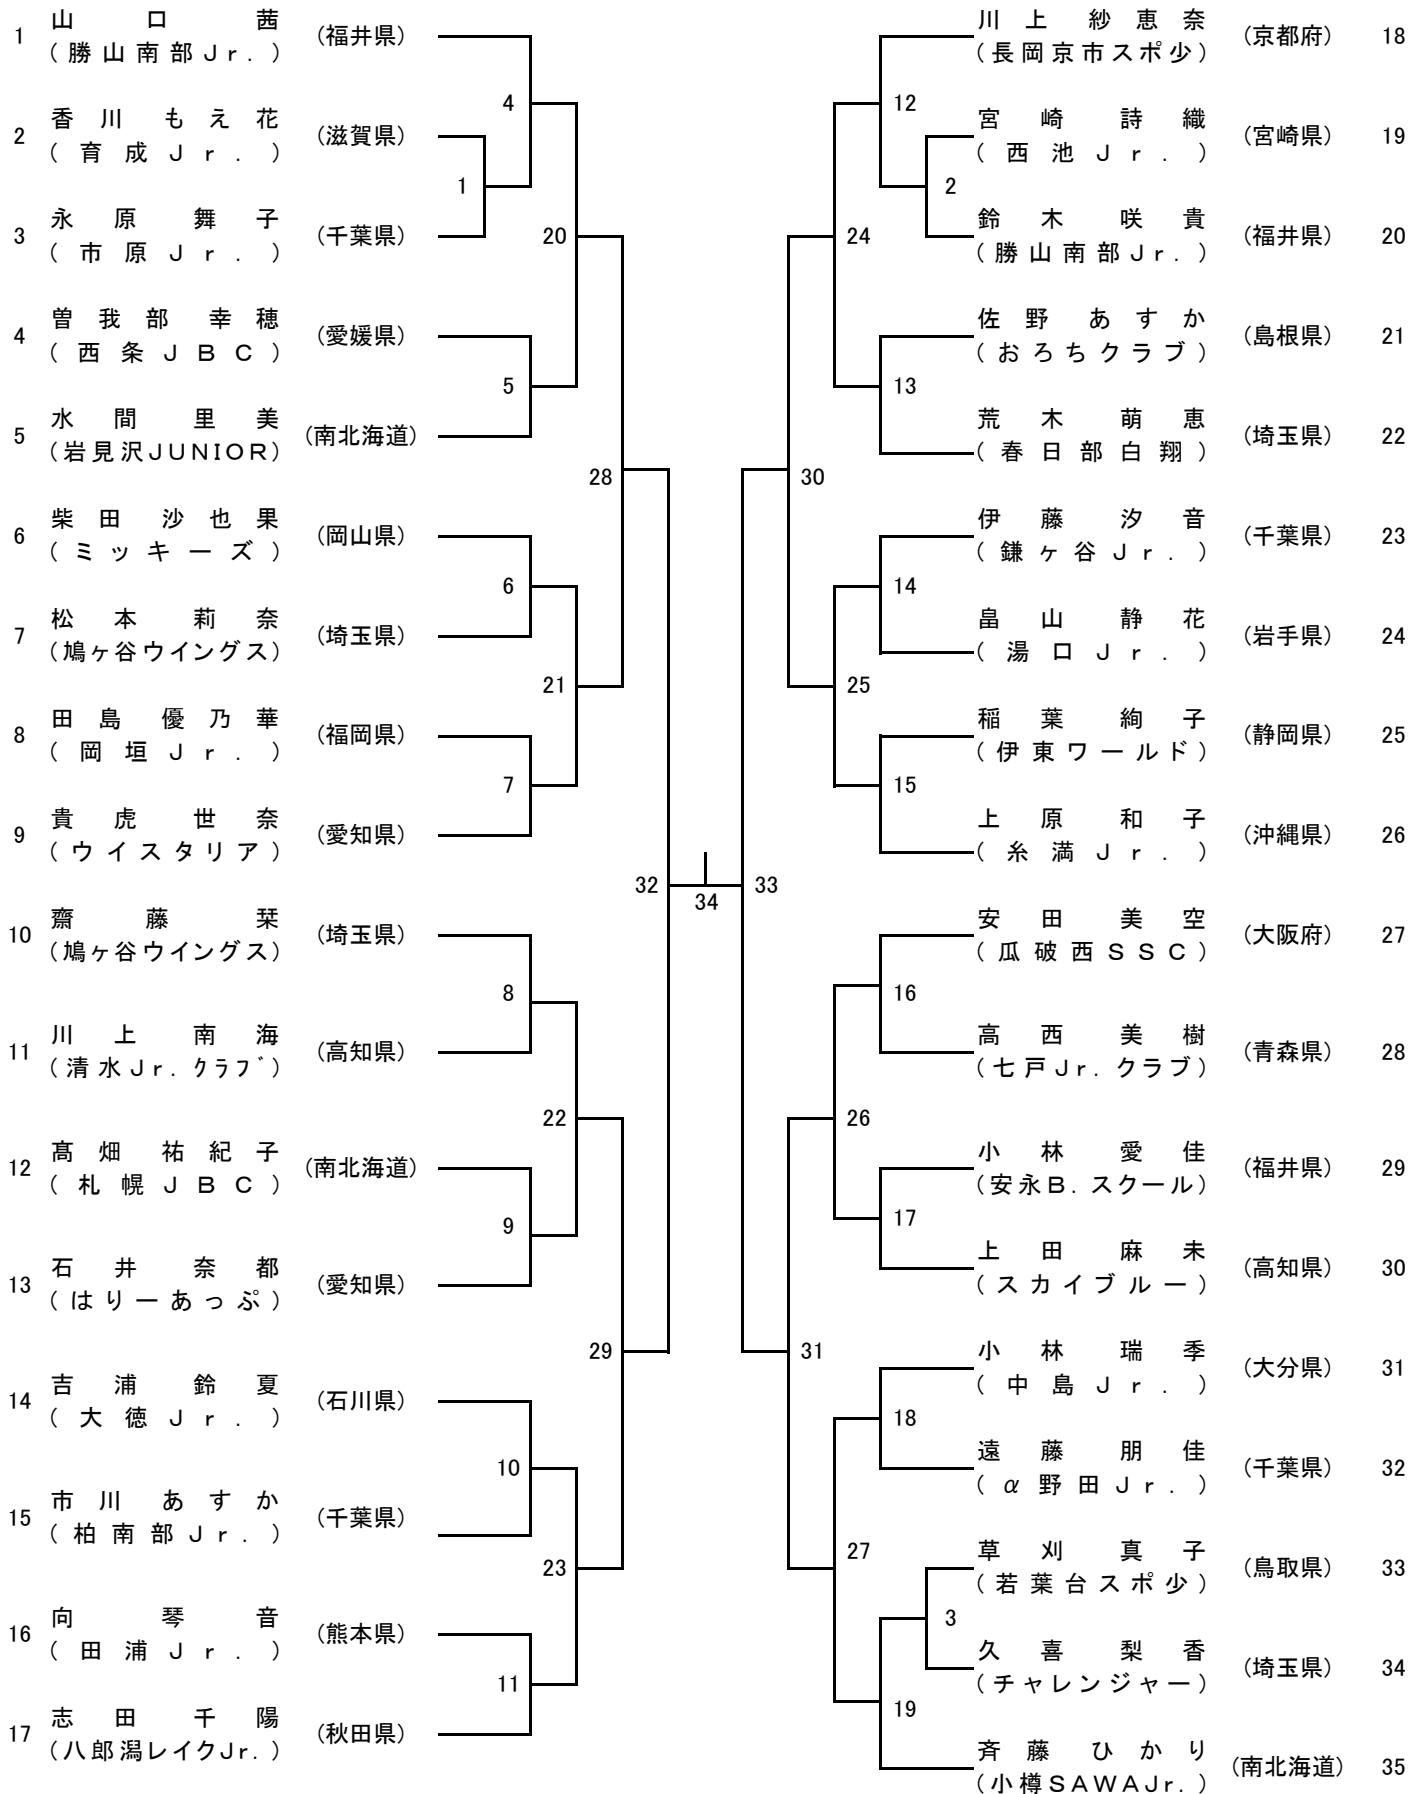 1 山口茜 (福井県)
(勝山南部Jr.)
2 香川もえ花 (滋賀県)
(育成Jr.)
3 永原舞子 (千葉県)
(市原Jr.)
4 曽我部幸穂 (愛媛県)
(西条JBC)
5 水間里美 (南北海道)
(岩見沢JUNIOR)
6 柴田沙也果 (岡山県)
(ミッキーズ)
7 松本莉奈 (埼玉県)
(鳩ヶ谷ウイングス)
8 田島優乃華 (福岡県)
(岡垣Jr.)
9 貴虎世奈 (愛知県)
(ウイスタリア)
10 齋藤栞 (埼玉県)
(鳩ヶ谷ウイングス)
11 川上南海 (高知県)
(清水Jr.クラブ)
12 髙畑祐紀子 (南北海道)
(札幌JBC)
13 石井奈都 (愛知県)
(はりーあっぷ)
14 吉浦鈴夏 (石川県)
(大徳Jr.)
15 市川あすか (千葉県)
(柏南部Jr.)
16 向琴音 (熊本県)
(田浦Jr.)
17 志田千陽 (秋田県)
(八郎潟レイクJr.)
1
4
5
6
7
8
9
10
11
20
21
22
23
28
29
32
34
33
30
31
24
25
26
27
12
2
13
14
15
16
17
18
3
19
川上紗恵奈 (京都府) 18
(長岡京市スポ少)
宮崎詩織 (宮崎県) 19
(西池Jr.)
鈴木咲貴 (福井県) 20
(勝山南部Jr.)
佐野あすか (島根県) 21
(おろちクラブ)
荒木萌恵 (埼玉県) 22
(春日部白翔)
伊藤汐音 (千葉県) 23
(鎌ヶ谷Jr.)
畠山静花 (岩手県) 24
(湯口Jr.)
稲葉絢子 (静岡県) 25
(伊東ワールド)
上原和子 (沖縄県) 26
(糸満Jr.)
安田美空 (大阪府) 27
(瓜破西SSC)
高西美樹 (青森県) 28
(七戸Jr.クラブ)
小林愛佳 (福井県) 29
(安永B.スクール)
上田麻未 (高知県) 30
(スカイブルー)
小林瑞季 (大分県) 31
(中島Jr.)
遠藤朋佳 (千葉県) 32
(α野田Jr.)
草刈真子 (鳥取県) 33
(若葉台スポ少)
久喜梨香 (埼玉県) 34
(チャレンジャー)
斉藤ひかり (南北海道) 35
(小樽SAWAJr.)